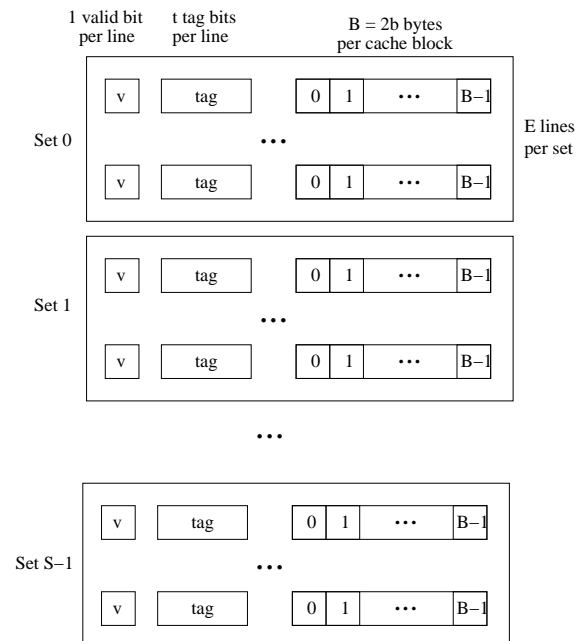 1 valid bit per line
t tag bits per line
B = 2b bytes per cache block
v tag 0 1 ••• B−1
Set 0
•••
E lines per set
v tag 0 1 ••• B−1
v tag 0 1 ••• B−1
Set 1
•••
v tag 0 1 ••• B−1
•••
v tag 0 1 ••• B−1
Set S−1
•••
v tag 0 1 ••• B−1